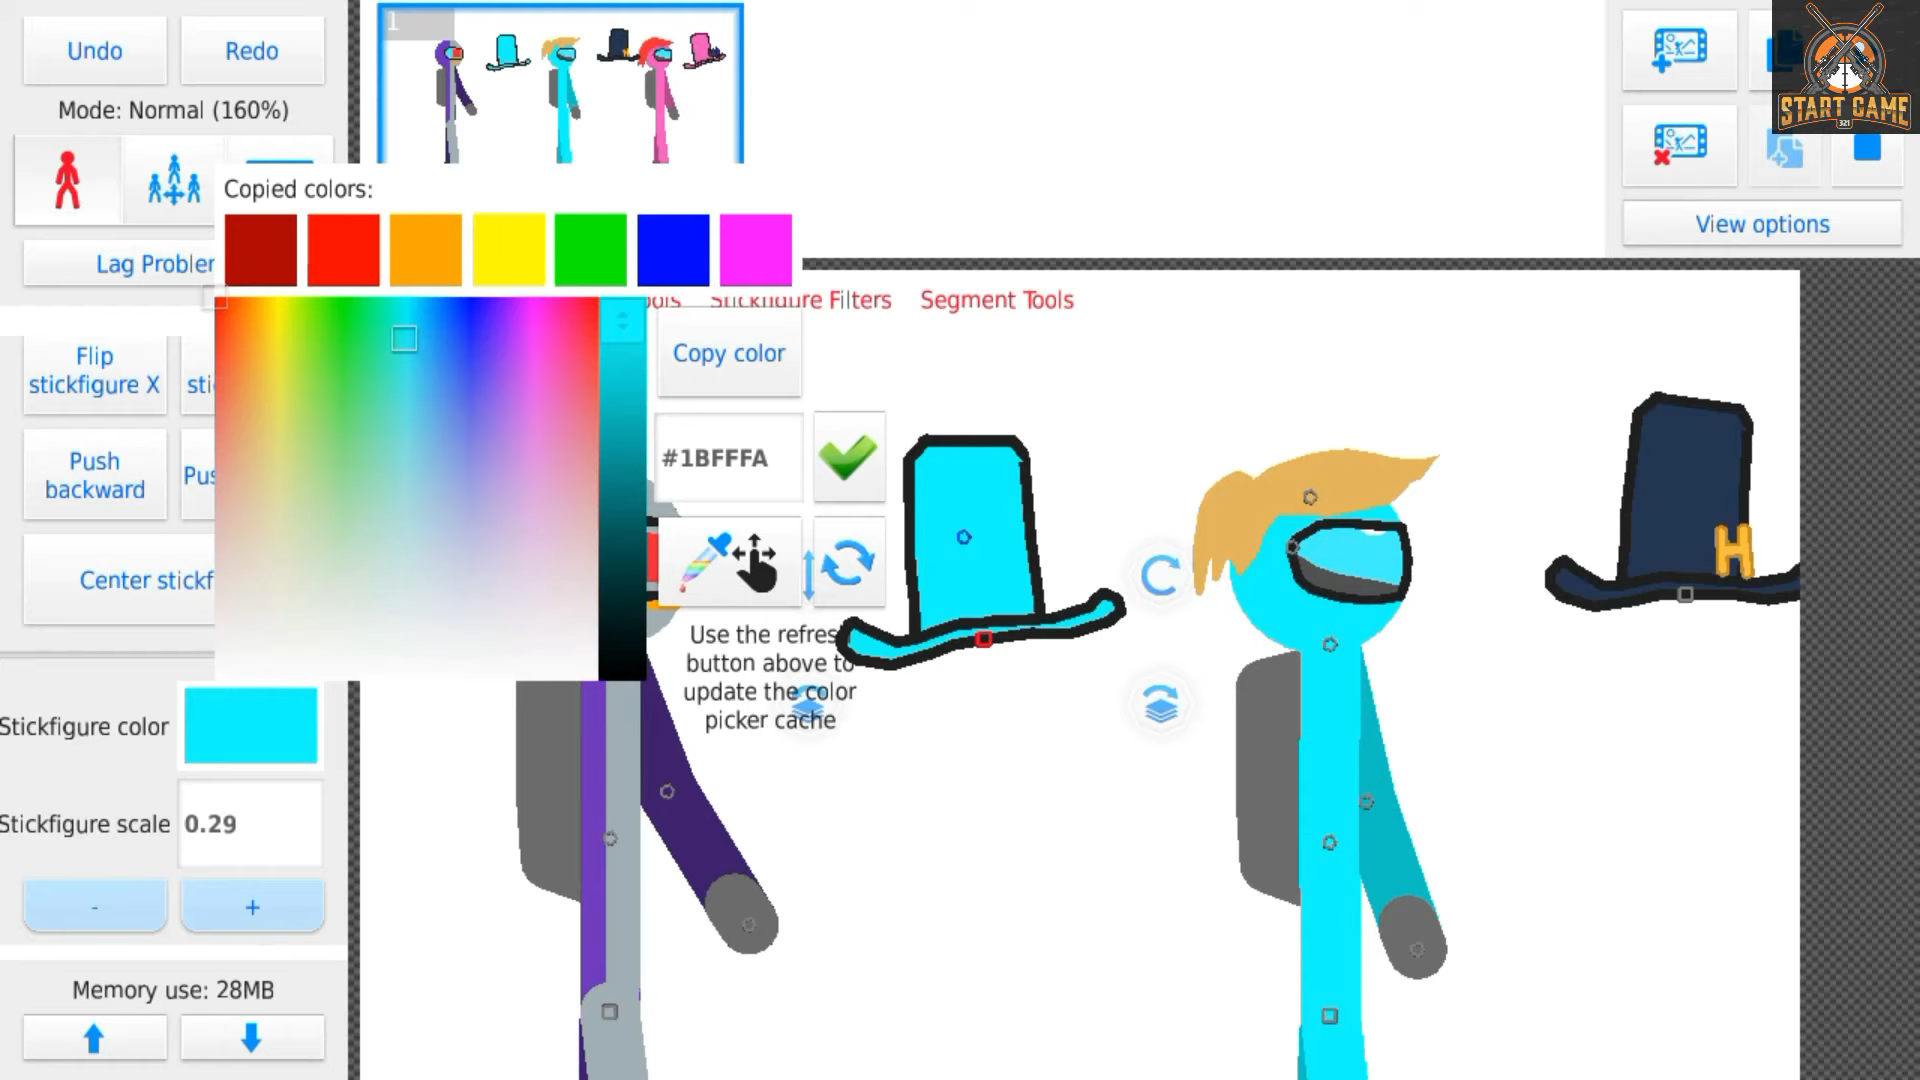 Undo
Redo
Mode: Normal (160%)
1
START GAME
321
View options
Copied colors:
Lag Probler
ools
Stickfigure Filters
Segment Tools
Flip
stickfigure X
sti
Copy color
#1BFFFA
Push
backward
Pus
H
Center stickf
Use the refres
button above to
update the color
picker cache
Stickfigure color
Stickfigure scale
0.29
-
+
Memory use: 28MB